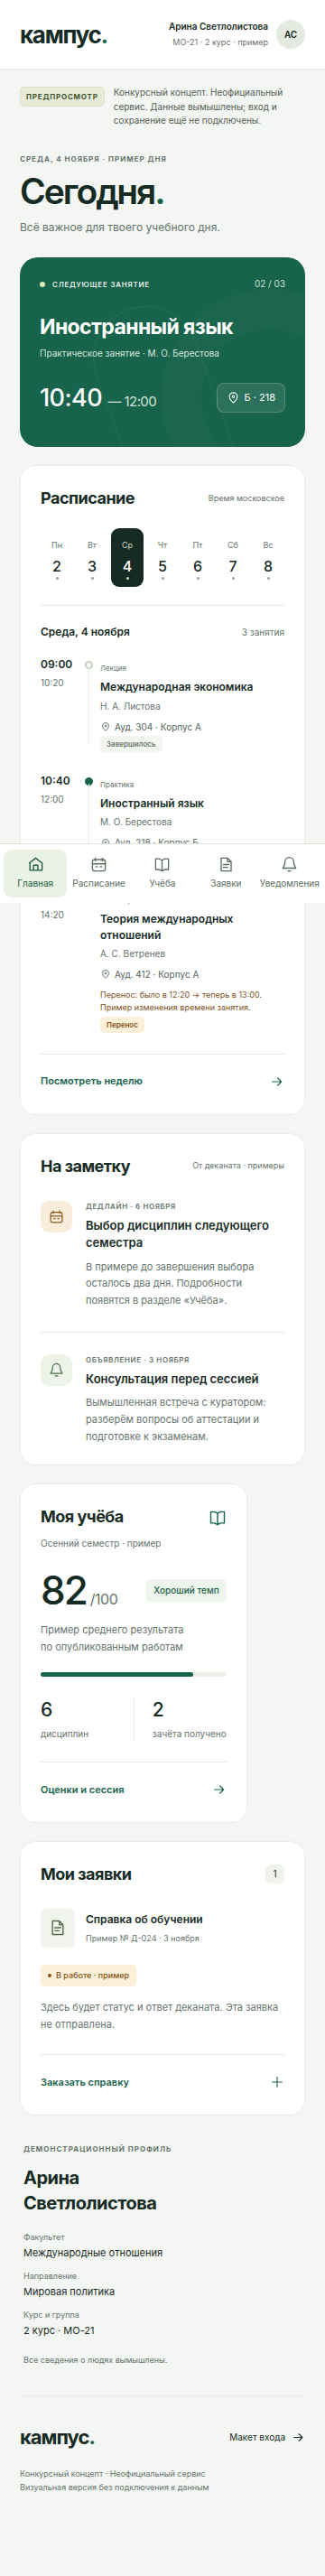 кампус.
Арина Светлолистова
МО-21 · 2 курс · пример
АС
ПРЕДПРОСМОТР
Конкурсный концепт. Неофициальный
сервис. Данные вымышлены; вход и
сохранение ещё не подключены.
СРЕДА, 4 НОЯБРЯ · ПРИМЕР ДНЯ
Сегодня.
Всё важное для твоего учебного дня.
СЛЕДУЮЩЕЕ ЗАНЯТИЕ
02 / 03
Иностранный язык
Практическое занятие · М. О. Берестова
10:40 — 12:00
Б · 218
Расписание
Время московское
Пн Вт Ср Чт Пт Сб Вс
2 3 4 5 6 7 8
Среда, 4 ноября
3 занятия
09:00
10:20
Лекция
Международная экономика
Н. А. Листова
Ауд. 304 · Корпус А
Завершилось
10:40
12:00
Практика
Иностранный язык
М. О. Берестова
Ауд. 218 · Корпус Б
Главная Расписание Учёба Заявки Уведомления
14:20
Теория международных
отношений
А. С. Ветренев
Ауд. 412 · Корпус А
Перенос: было в 12:20 → теперь в 13:00.
Пример изменения времени занятия.
Перенос
Посмотреть неделю →
На заметку
От деканата · примеры
ДЕДЛАЙН · 6 НОЯБРЯ
Выбор дисциплин следующего
семестра
В примере до завершения выбора
осталось два дня. Подробности
появятся в разделе «Учёба».
ОБЪЯВЛЕНИЕ · 3 НОЯБРЯ
Консультация перед сессией
Вымышленная встреча с куратором:
разберём вопросы об аттестации и
подготовке к экзаменам.
Моя учёба
Осенний семестр · пример
82 /100
Хороший темп
Пример среднего результата
по опубликованным работам
6
дисциплин
2
зачёта получено
Оценки и сессия →
Мои заявки
1
Справка об обучении
Пример № Д-024 · 3 ноября
В работе · пример
Здесь будет статус и ответ деканата. Эта заявка
не отправлена.
Заказать справку +
ДЕМОНСТРАЦИОННЫЙ ПРОФИЛЬ
Арина
Светлолистова
Факультет
Международные отношения
Направление
Мировая политика
Курс и группа
2 курс · МО-21
Все сведения о людях вымышлены.
кампус.
Макет входа →
Конкурсный концепт · Неофициальный сервис
Визуальная версия без подключения к данным